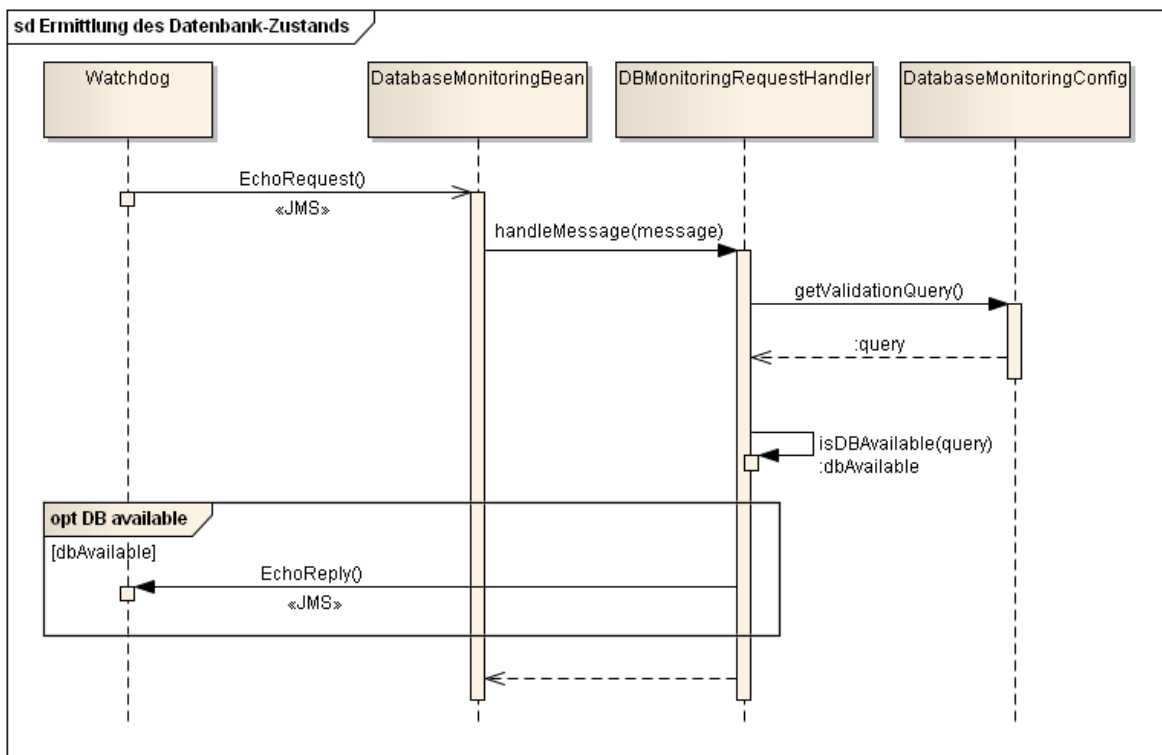 sd Ermittlung des Datenbank-Zustands
Watchdog
DatabaseMonitoringBean
DBMonitoringRequestHandler
DatabaseMonitoringConfig
EchoRequest()
«JMS»
handleMessage(message)
getValidationQuery()
:query
isDBAvailable(query)
:dbAvailable
opt DB available
[dbAvailable]
EchoReply()
«JMS»